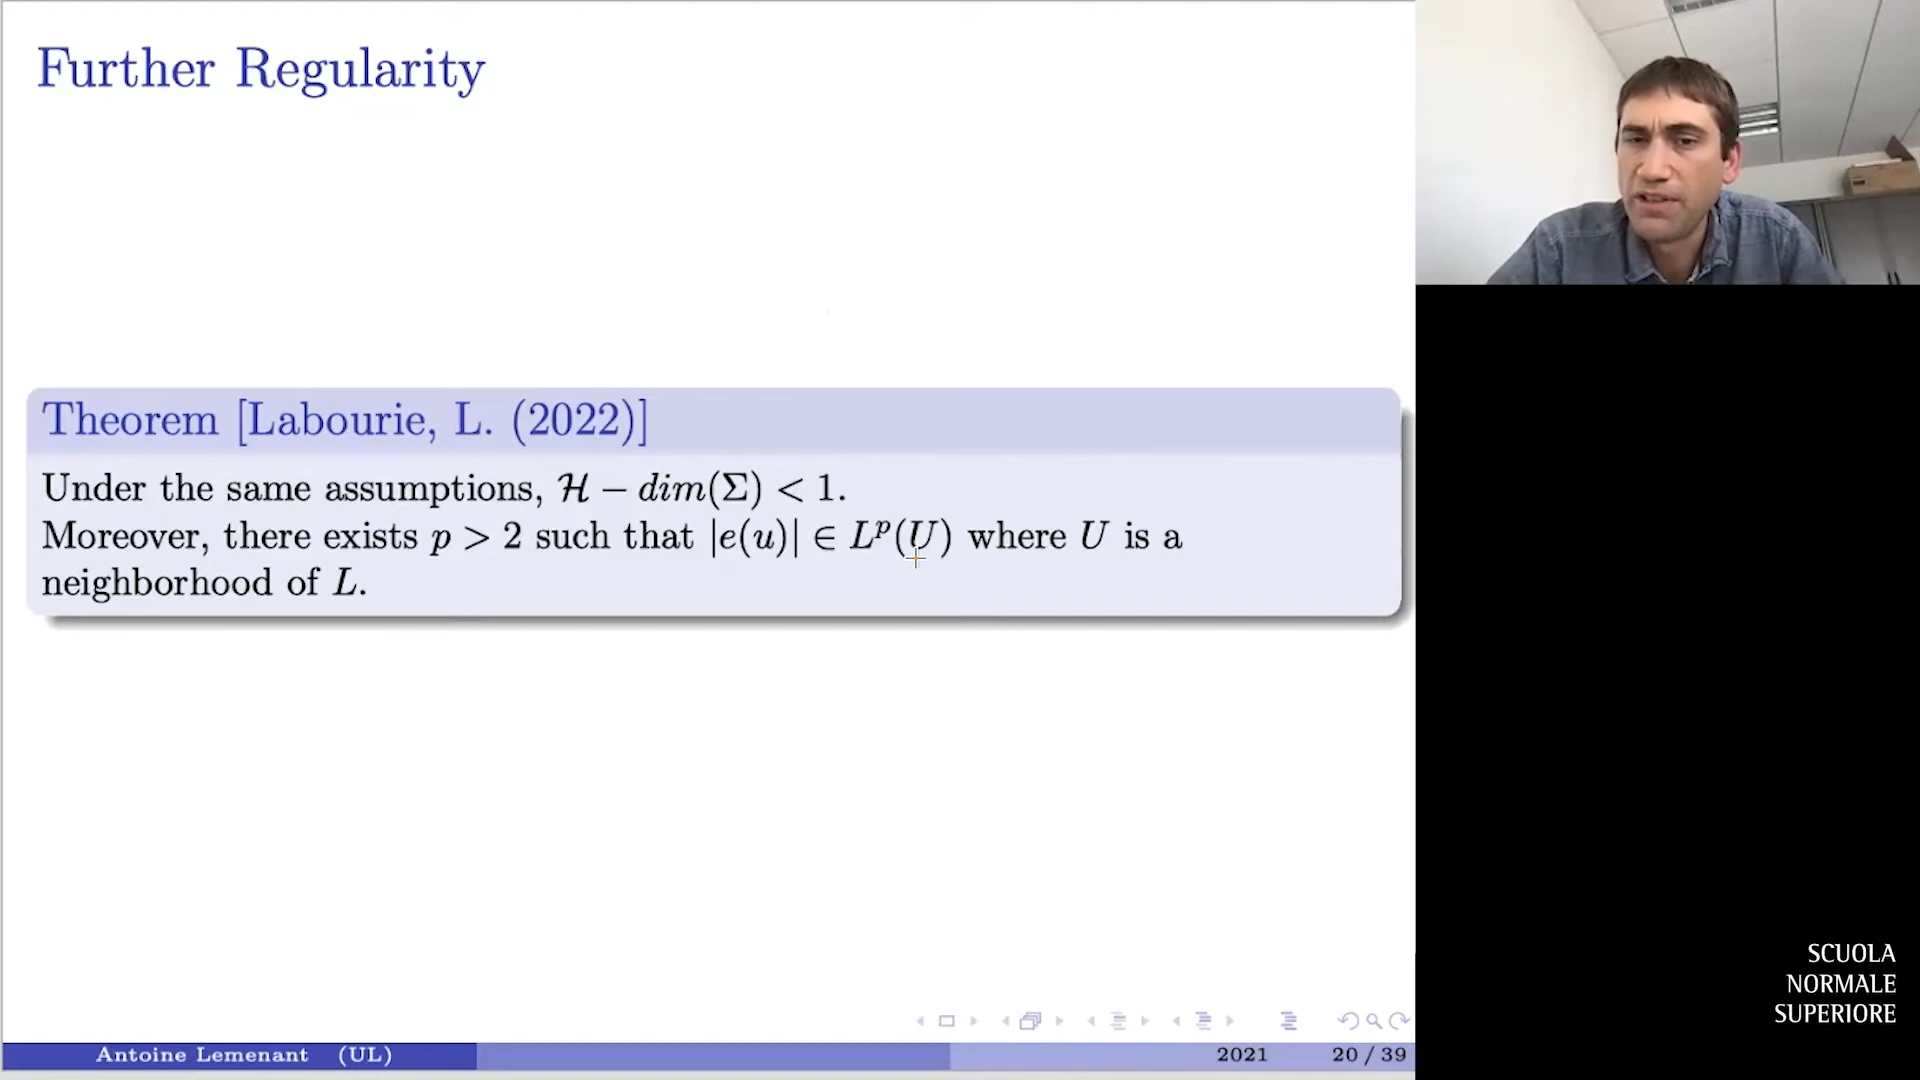 Further Regularity
Theorem [Labourie, L. (2022)]
Under the same assumptions, ℋ − dim(Σ) < 1.
Moreover, there exists p > 2 such that |e(u)| ∈ Lᵖ(U) where U is a
neighborhood of L.
Antoine Lemenant (UL) 2021 20 / 39
SCUOLA
NORMALE
SUPERIORE